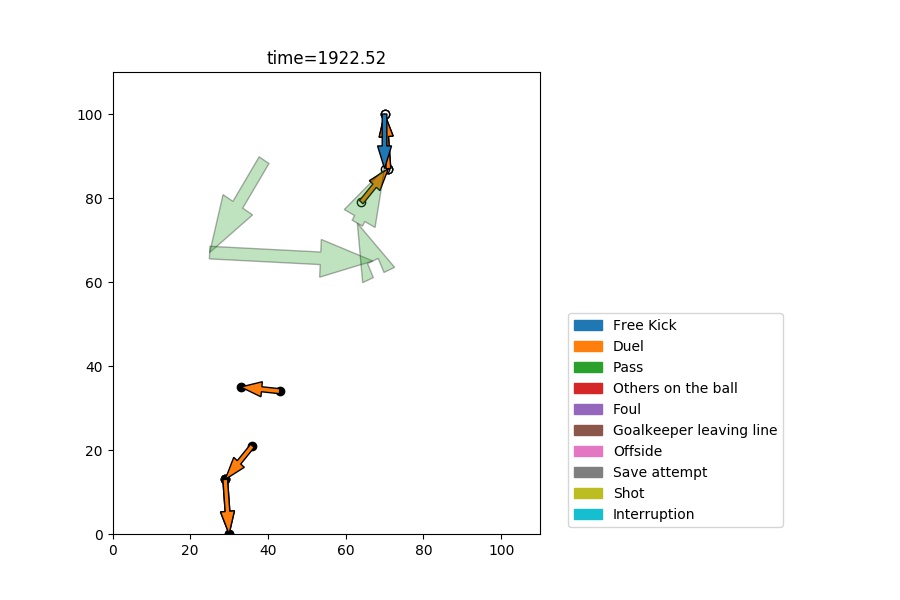 time=1922.52
100
80
60
40
20
0
0 20 40 60 80 100
Free Kick
Duel
Pass
Others on the ball
Foul
Goalkeeper leaving line
Offside
Save attempt
Shot
Interruption